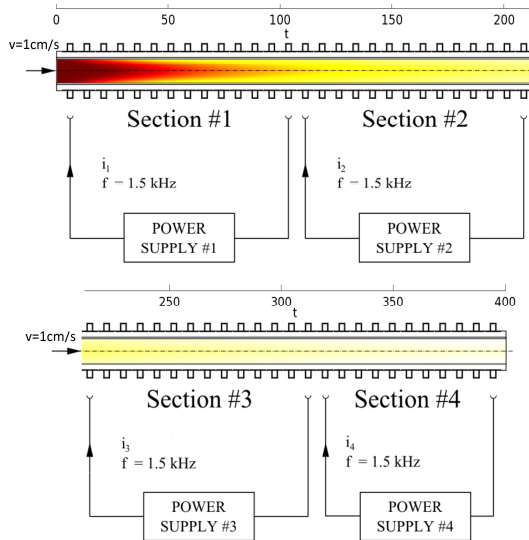 0 50 100 150 200
t
v=1cm/s
Section #1 Section #2
i1 i2
f = 1.5 kHz f = 1.5 kHz
POWER POWER
SUPPLY #1 SUPPLY #2
250 300 350 400
t
v=1cm/s
Section #3 Section #4
i3 i4
f = 1.5 kHz f = 1.5 kHz
POWER POWER
SUPPLY #3 SUPPLY #4